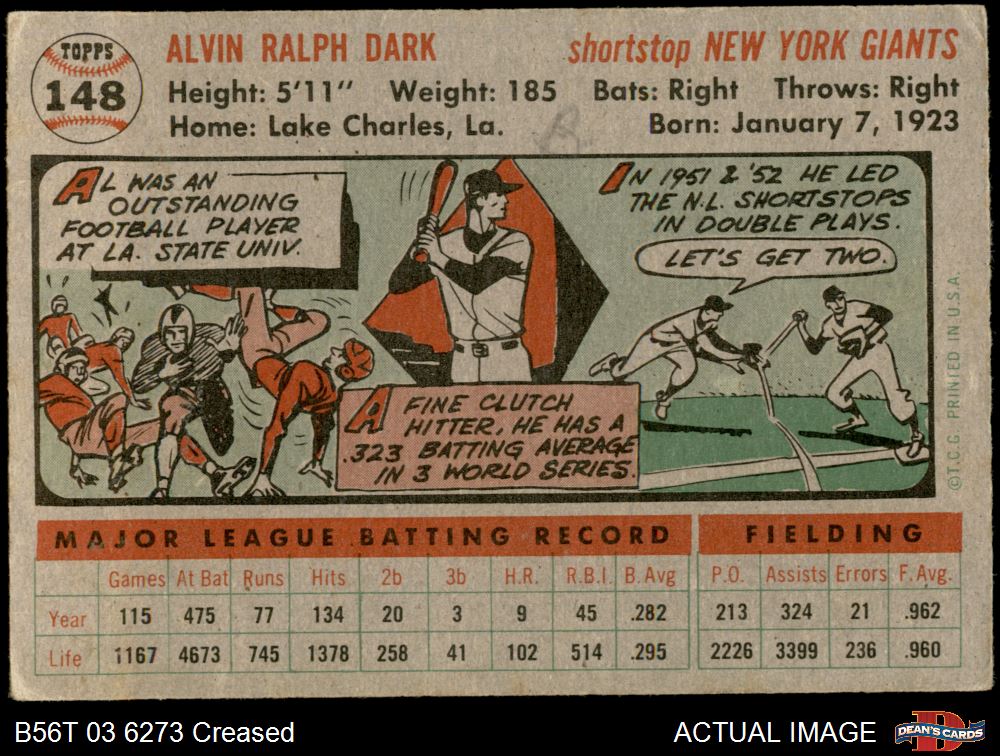 TOPPS
148
ALVIN RALPH DARK shortstop NEW YORK GIANTS
Height: 5'11" Weight: 185 Bats: Right Throws: Right
Home: Lake Charles, La. Born: January 7, 1923
B
AL WAS AN
OUTSTANDING
FOOTBALL PLAYER
AT LA. STATE UNIV.
IN 1951 & '52 HE LED
THE N.L. SHORTSTOPS
IN DOUBLE PLAYS.
LET'S GET TWO.
A FINE CLUTCH
HITTER, HE HAS A
.323 BATTING AVERAGE
IN 3 WORLD SERIES.
©T.C.G. PRINTED IN U.S.A.
MAJOR LEAGUE BATTING RECORD FIELDING
Games At Bat Runs Hits 2b 3b H.R. R.B.I. B. Avg P.O. Assists Errors F. Avg.
Year 115 475 77 134 20 3 9 45 .282 213 324 21 .962
Life 1167 4673 745 1378 258 41 102 514 .295 2226 3399 236 .960
B56T 03 6273 Creased ACTUAL IMAGE
D
DEAN'S CARDS